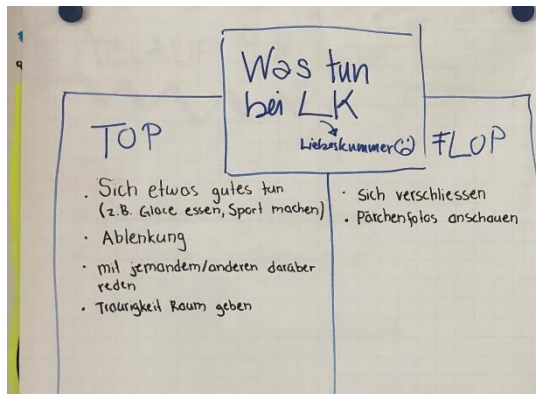 Was tun
bei LK
Liebeskummer
TOP
. Sich etwas gutes tun
(z.B. Glace essen, Sport machen)
. Ablenkung
. mit jemandem/anderen darüber
reden
. Traurigkeit Raum geben
FLOP
. Sich verschliessen
. Pärchenfotos anschauen